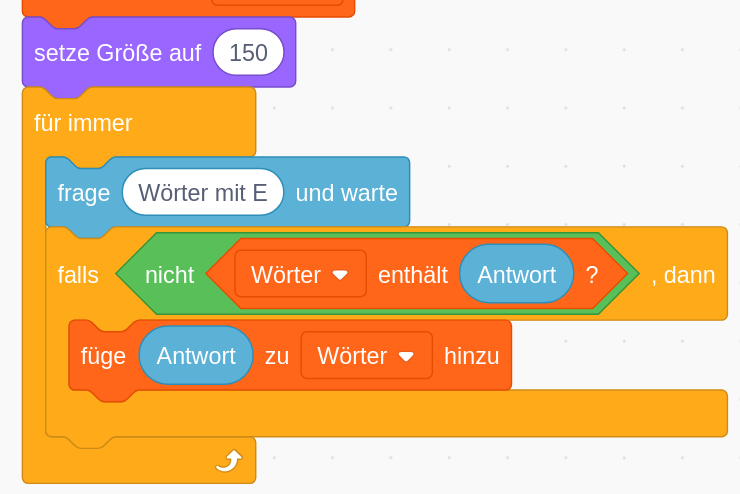 setze Größe auf 150
für immer
frage Wörter mit E und warte
falls nicht Wörter enthält Antwort ? , dann
füge Antwort zu Wörter hinzu